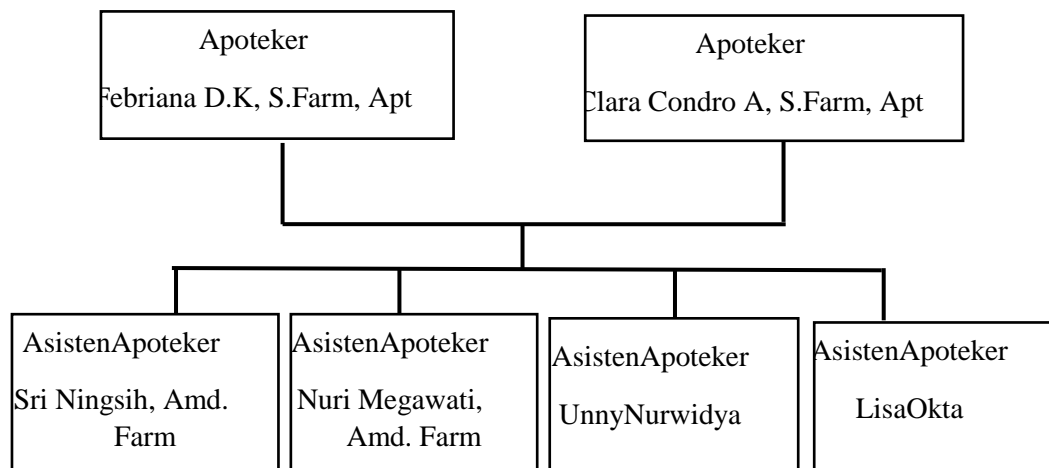 Apoteker
Febriana D.K, S.Farm, Apt
Apoteker
Clara Condro A, S.Farm, Apt
AsistenApoteker
Sri Ningsih, Amd.
Farm
AsistenApoteker
Nuri Megawati,
Amd. Farm
AsistenApoteker
UnnyNurwidya
AsistenApoteker
LisaOkta